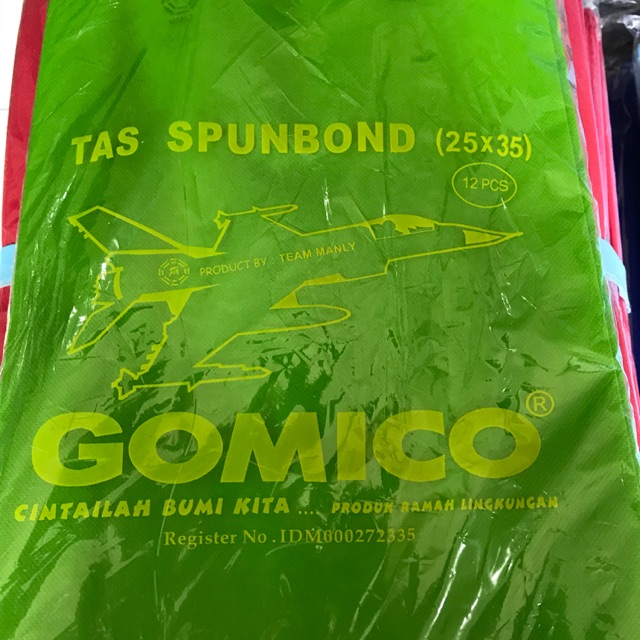 TAS SPUNBOND (25x35)
12 PCS
PRODUCT BY : TEAM MANLY
GOMICO®
CINTAILAH BUMI KITA .... PRODUK RAMAH LINGKUNGAN
Register No . IDM000272335